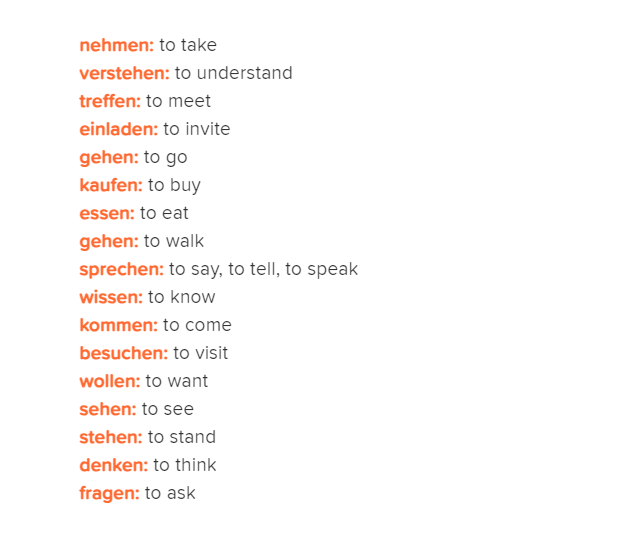 nehmen: to take
verstehen: to understand
treffen: to meet
einladen: to invite
gehen: to go
kaufen: to buy
essen: to eat
gehen: to walk
sprechen: to say, to tell, to speak
wissen: to know
kommen: to come
besuchen: to visit
wollen: to want
sehen: to see
stehen: to stand
denken: to think
fragen: to ask